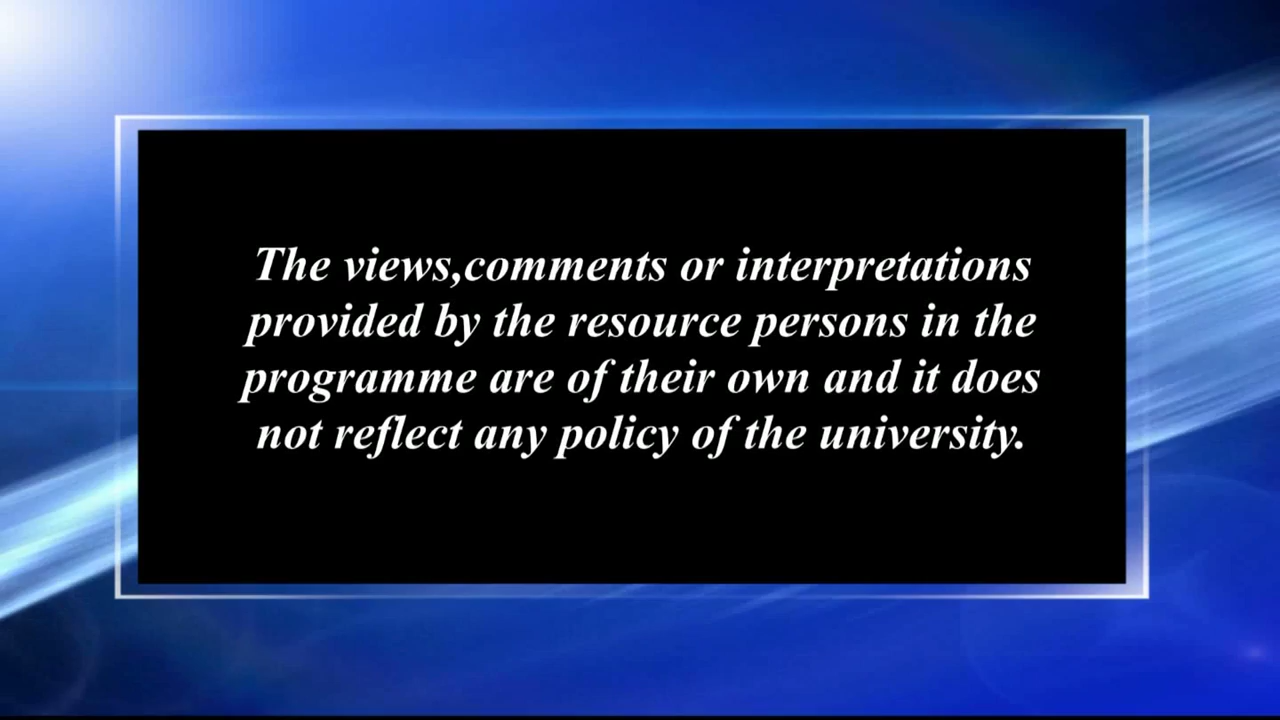 The views,comments or interpretations
provided by the resource persons in the
programme are of their own and it does
not reflect any policy of the university.